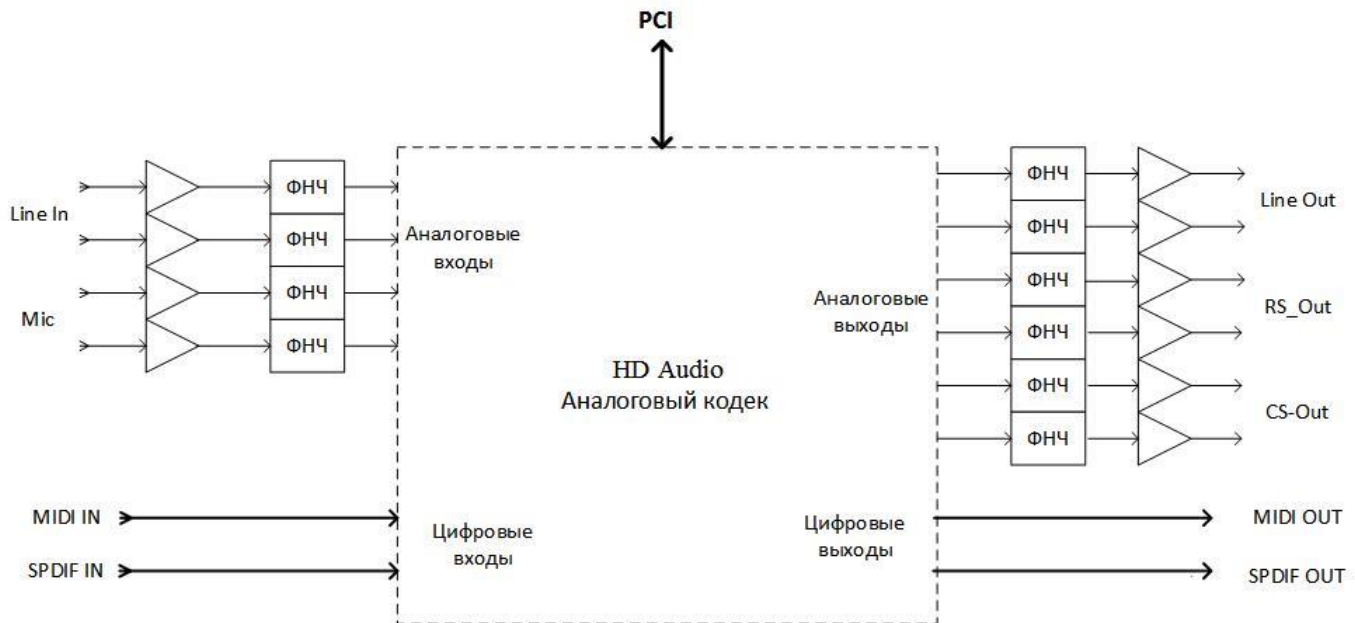 PCI
Line In
Mic
ФНЧ
ФНЧ
ФНЧ
ФНЧ
Аналоговые
входы
HD Audio
Аналоговый кодек
Аналоговые
выходы
ФНЧ
ФНЧ
ФНЧ
ФНЧ
ФНЧ
ФНЧ
Line Out
RS_Out
CS-Out
MIDI IN
SPDIF IN
Цифровые
входы
Цифровые
выходы
MIDI OUT
SPDIF OUT